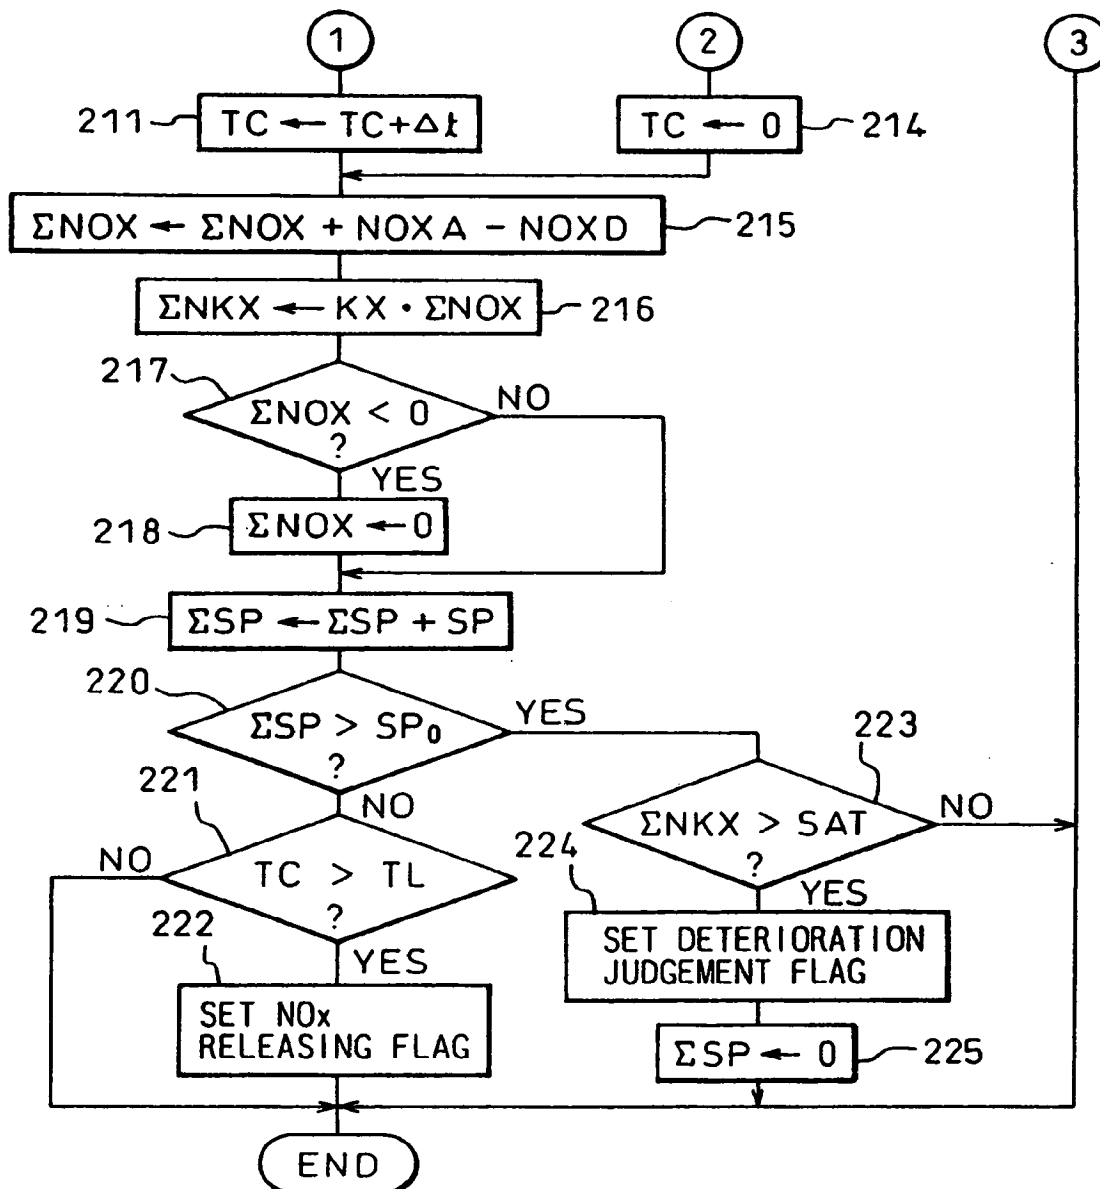 1
2
3
211
TC ← TC+Δt
TC ← 0
214
ΣNOX ← ΣNOX + NOXA - NOXD
215
ΣNKX ← KX · ΣNOX
216
217
ΣNOX < 0
?
NO
YES
218
ΣNOX ← 0
219
ΣSP ← ΣSP + SP
220
ΣSP > SP₀
?
YES
NO
223
ΣNKX > SAT
?
NO
YES
221
TC > TL
?
NO
YES
224
SET DETERIORATION
JUDGEMENT FLAG
222
SET NOx
RELEASING FLAG
ΣSP ← 0
225
END